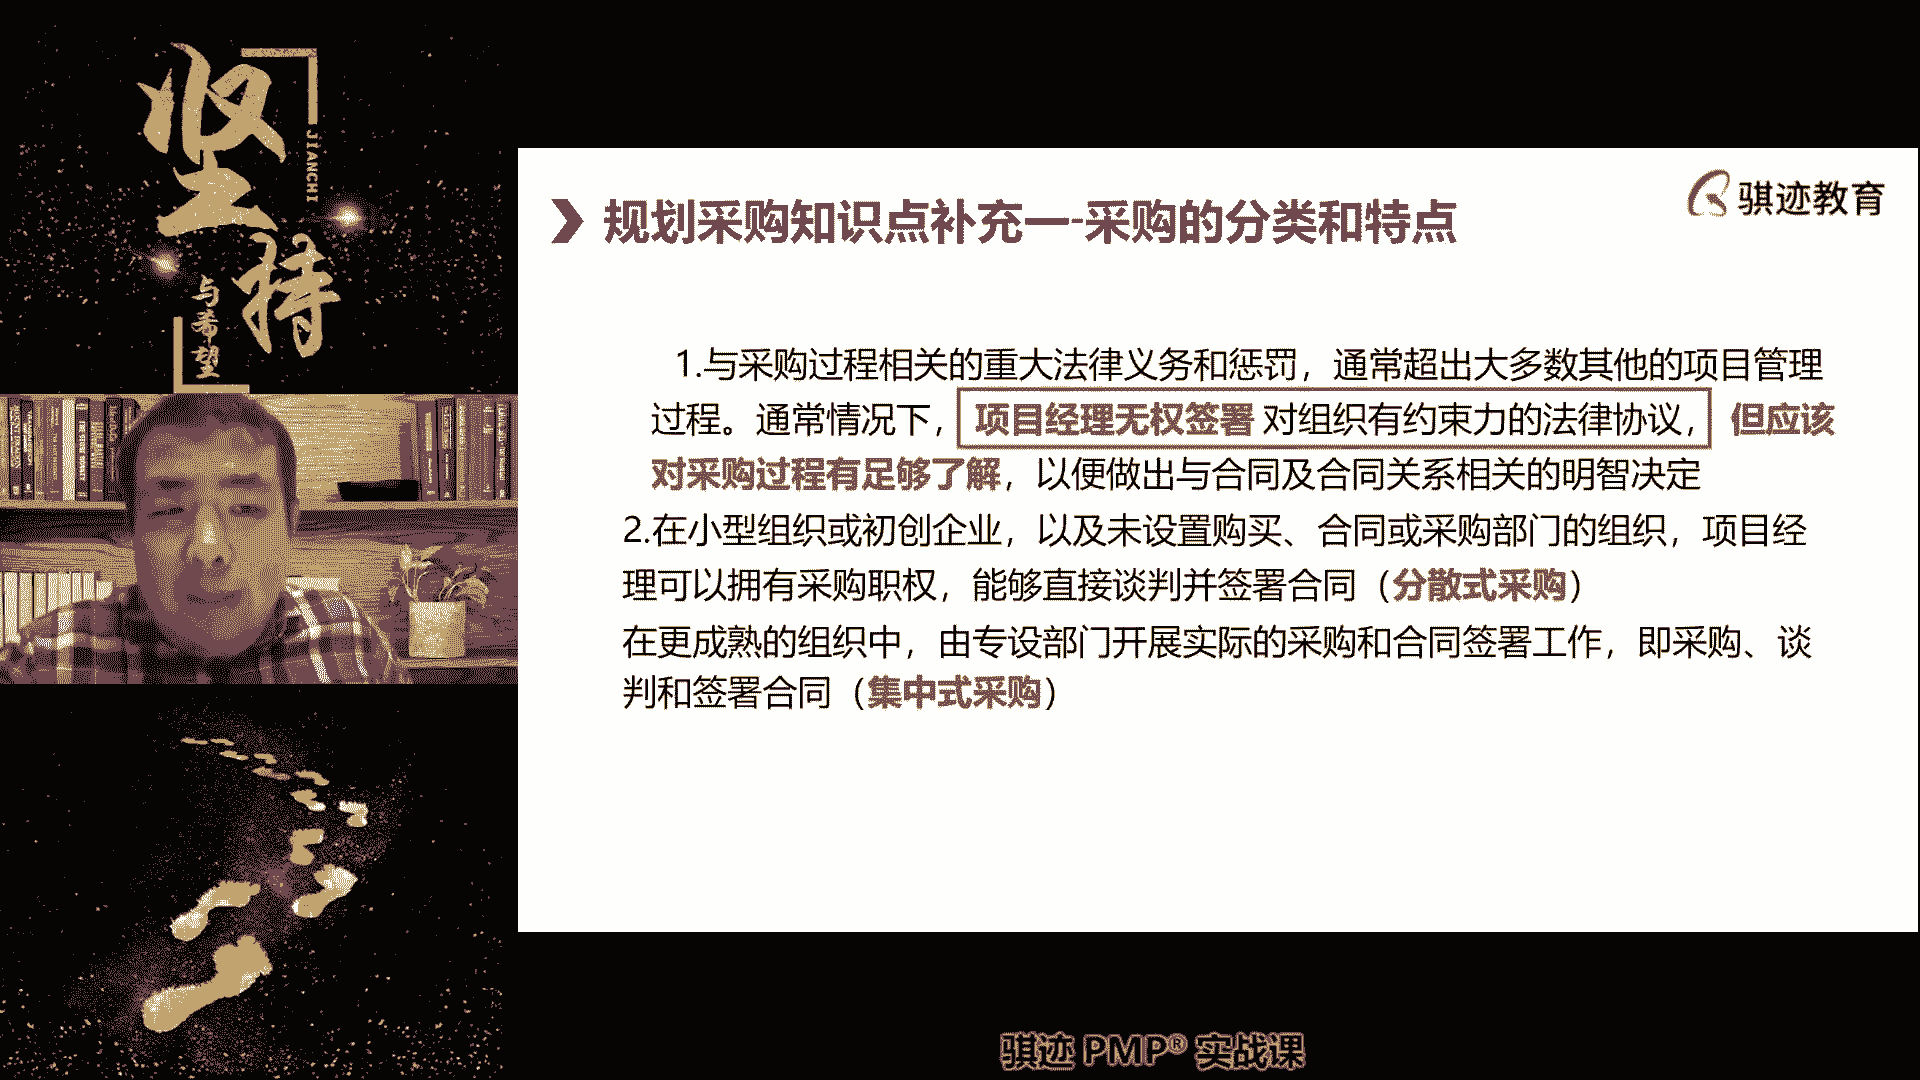 坚持
JIANCHI
与希望
骐迹教育
规划采购知识点补充一-采购的分类和特点
1.与采购过程相关的重大法律义务和惩罚，通常超出大多数其他的项目管理
过程。通常情况下，项目经理无权签署 对组织有约束力的法律协议，但应该
对采购过程有足够了解，以便做出与合同及合同关系相关的明智决定
2.在小型组织或初创企业，以及未设置购买、合同或采购部门的组织，项目经
理可以拥有采购职权，能够直接谈判并签署合同（分散式采购）
在更成熟的组织中，由专设部门开展实际的采购和合同签署工作，即采购、谈
判和签署合同（集中式采购）
骐迹 PMP® 实战课